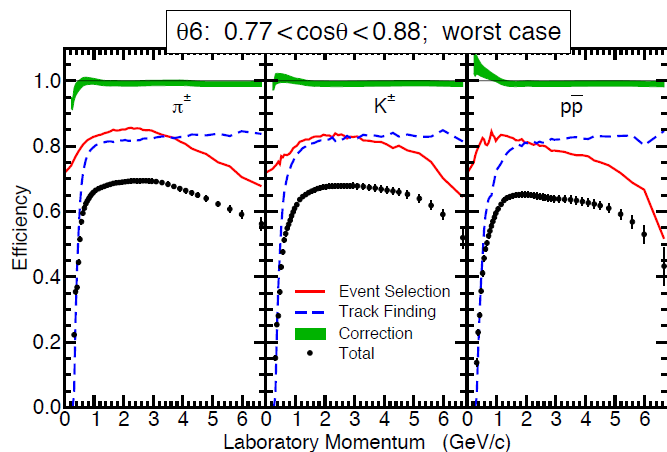 θ6: 0.77<cosθ<0.88; worst case
π± K± pp̅
Efficiency
1.0
0.8
0.6
0.4
0.2
0.0
Event Selection
Track Finding
Correction
Total
0 1 2 3 4 5 6 0 1 2 3 4 5 6 0 1 2 3 4 5 6
Laboratory Momentum (GeV/c)